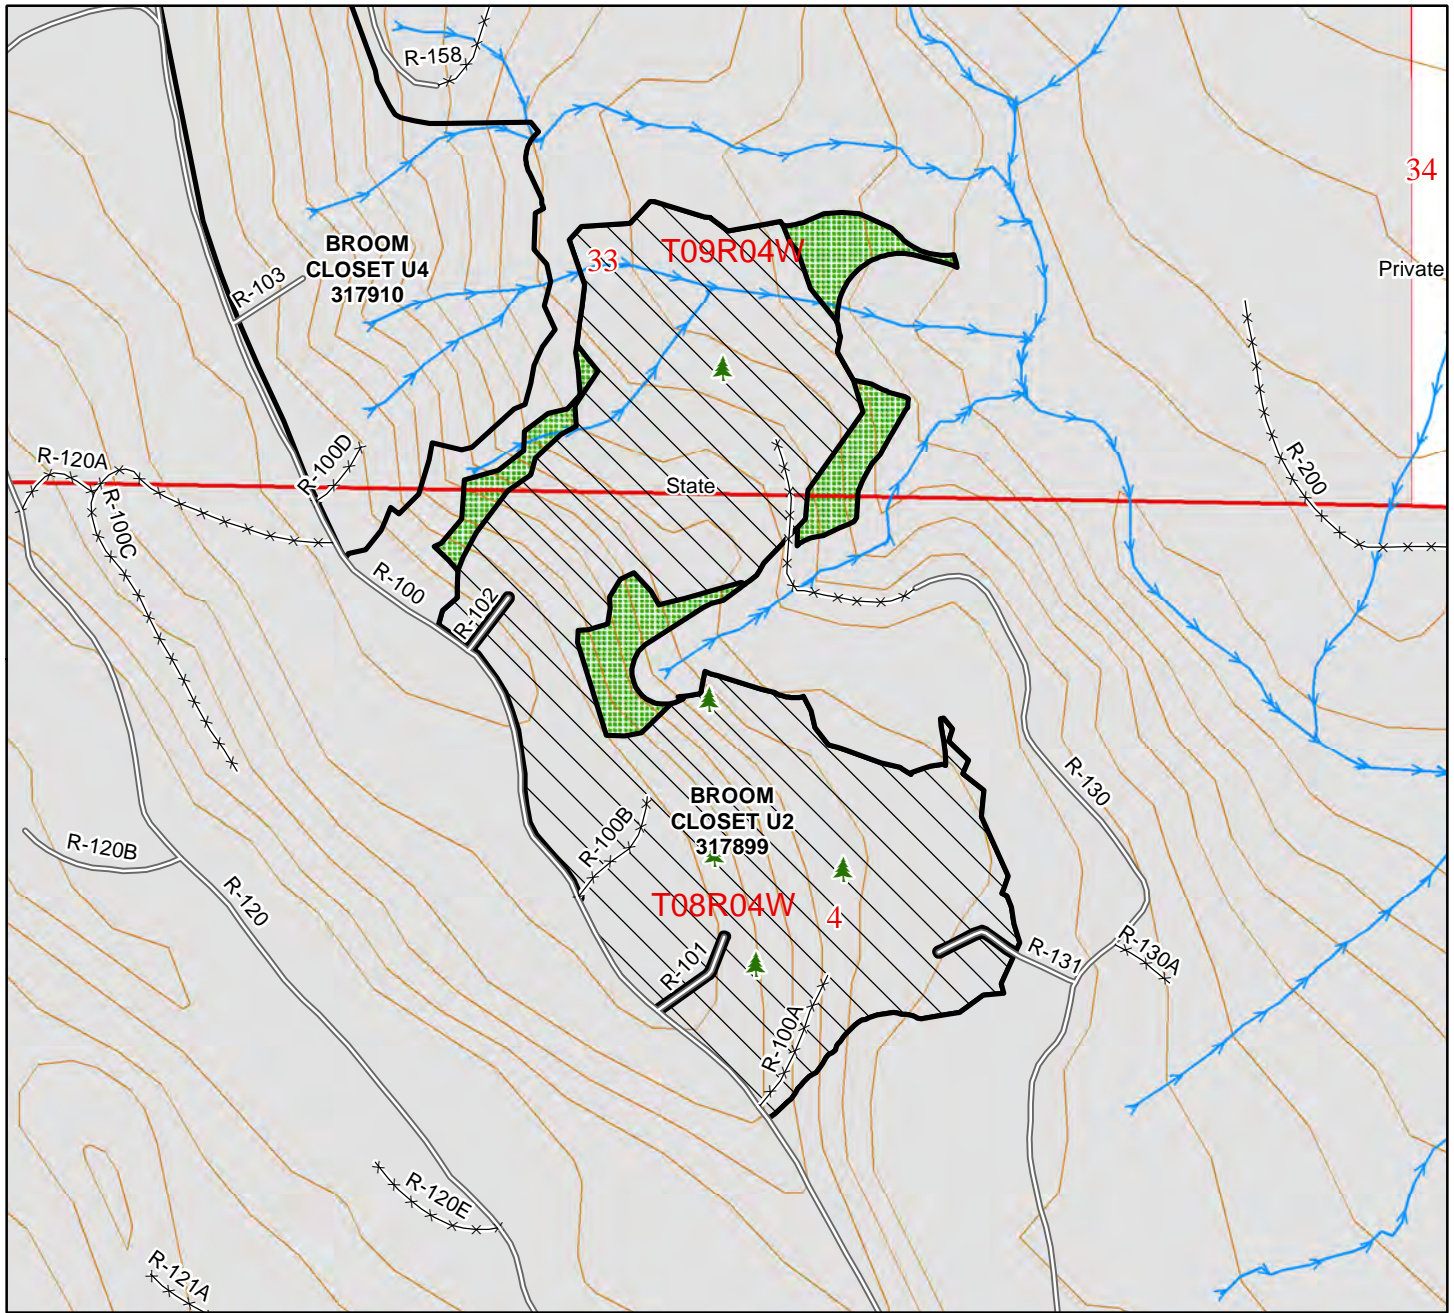 R-158
34
BROOM
CLOSET U4
317910
33
T09R04W
Private
R-103
R-120A
R-100D
R-200
State
R-100C
R-100
R-102
R-130
BROOM
CLOSET U2
317899
R-100B
R-120B
R-120
T08R04W
4
R-101
R-131
R-130A
R-100A
R-120E
R-121A